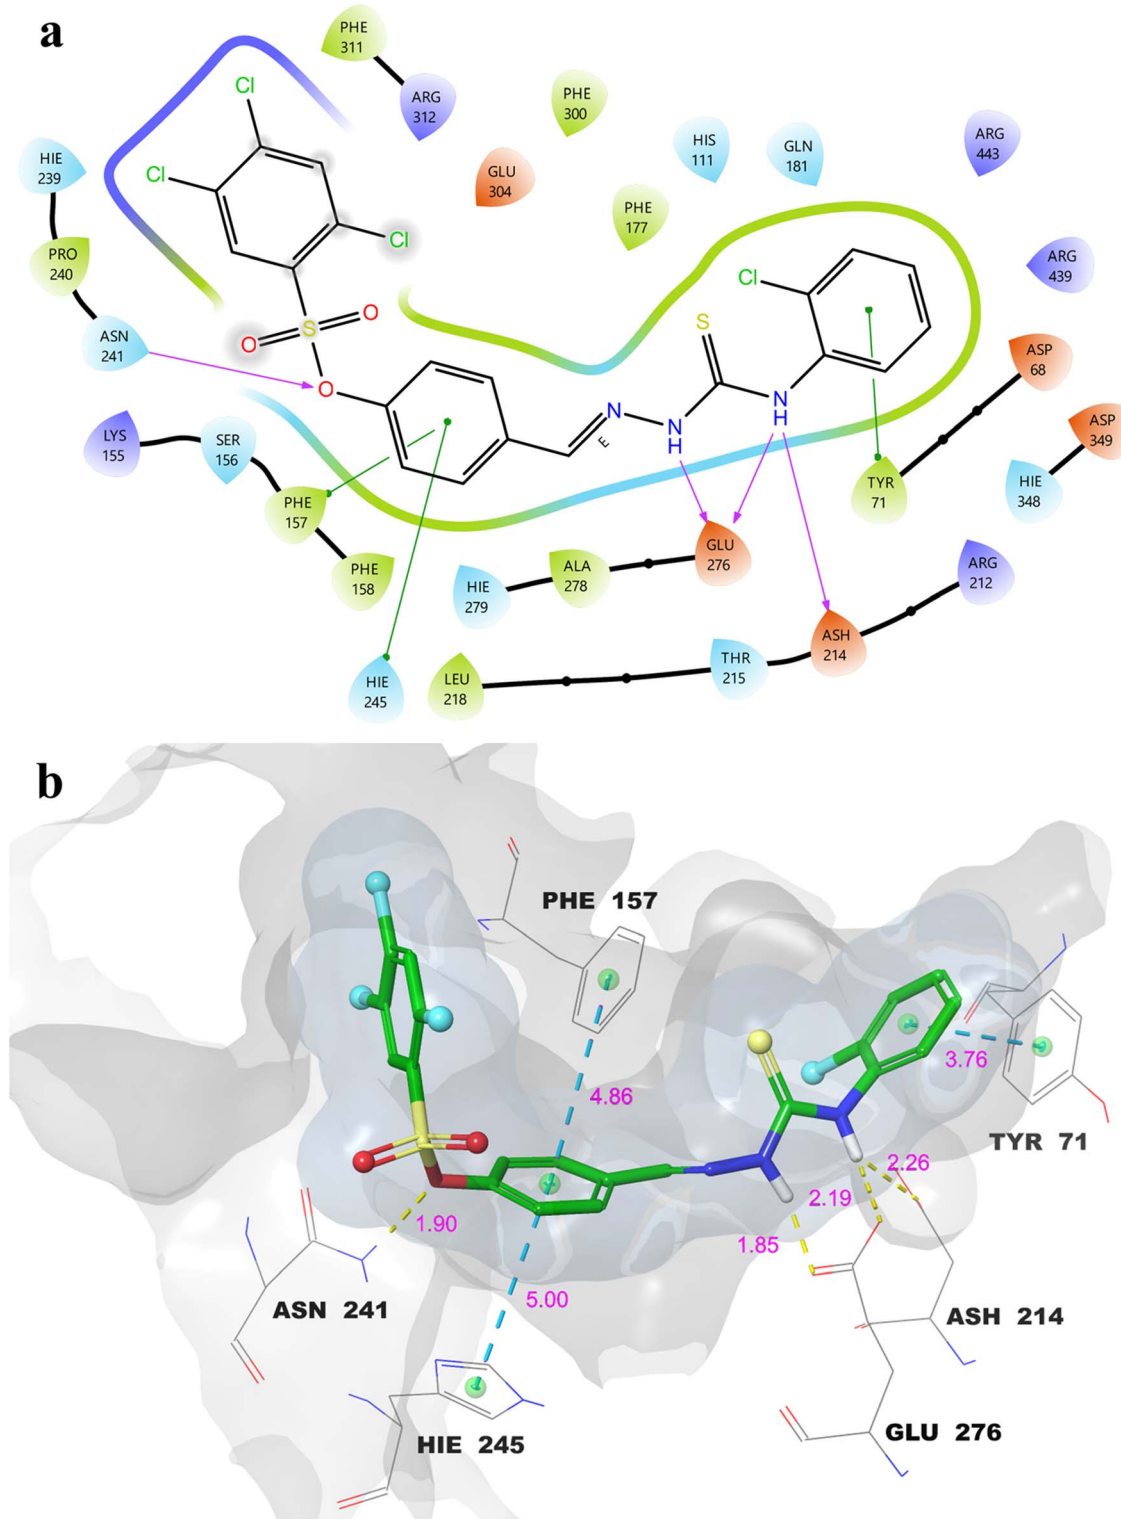 a
PHE
311
Cl
ARG
312
PHE
300
HIS
111
GLN
181
ARG
443
HIE
239
Cl
GLU
304
PHE
177
Cl
PRO
240
Cl
ARG
439
ASN
241
O
S
O
S
O
ASP
68
N
N
H
N
H
E
ASP
349
LYS
155
SER
156
PHE
157
TYR
71
HIE
348
PHE
158
HIE
279
ALA
278
GLU
276
ARG
212
HIE
245
LEU
218
THR
215
ASH
214
b
PHE 157
4.86
3.76
TYR 71
2.26
2.19
1.90
1.85
5.00
ASN 241
ASH 214
HIE 245
GLU 276